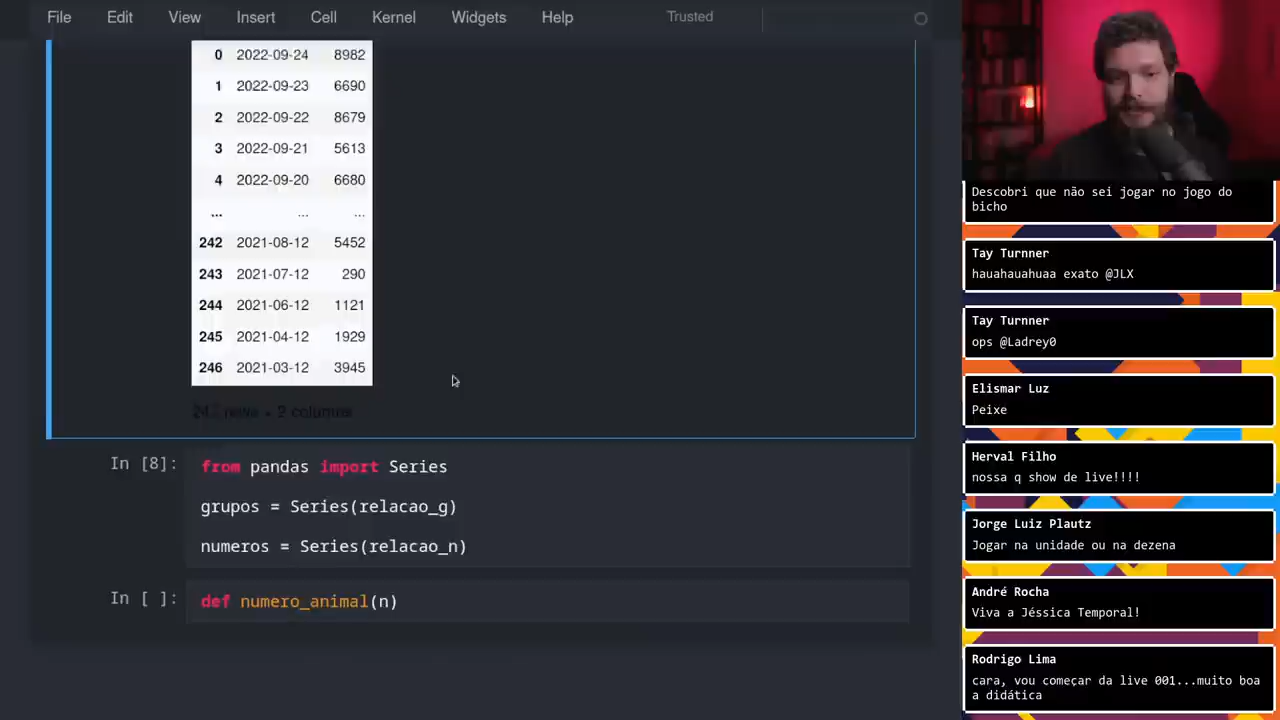 File Edit View Insert Cell Kernel Widgets Help Trusted
0 2022-09-24 8982
1 2022-09-23 6690
2 2022-09-22 8679
3 2022-09-21 5613
4 2022-09-20 6680
... ... ...
242 2021-08-12 5452
243 2021-07-12 290
244 2021-06-12 1121
245 2021-04-12 1929
246 2021-03-12 3945
2 columns
In [8]: from pandas import Series
grupos = Series(relacao_g)
numeros = Series(relacao_n)
In [ ]: def numero_animal(n)
Descobri que não sei jogar no jogo do
bicho
Tay Turnner
hauahauahuaa exato @JLX
Tay Turnner
ops @Ladrey0
Elismar Luz
Peixe
Herval Filho
nossa q show de live!!!!
Jorge Luiz Plautz
Jogar na unidade ou na dezena
André Rocha
Viva a Jéssica Temporal!
Rodrigo Lima
cara, vou começar da live 001...muito boa
a didática